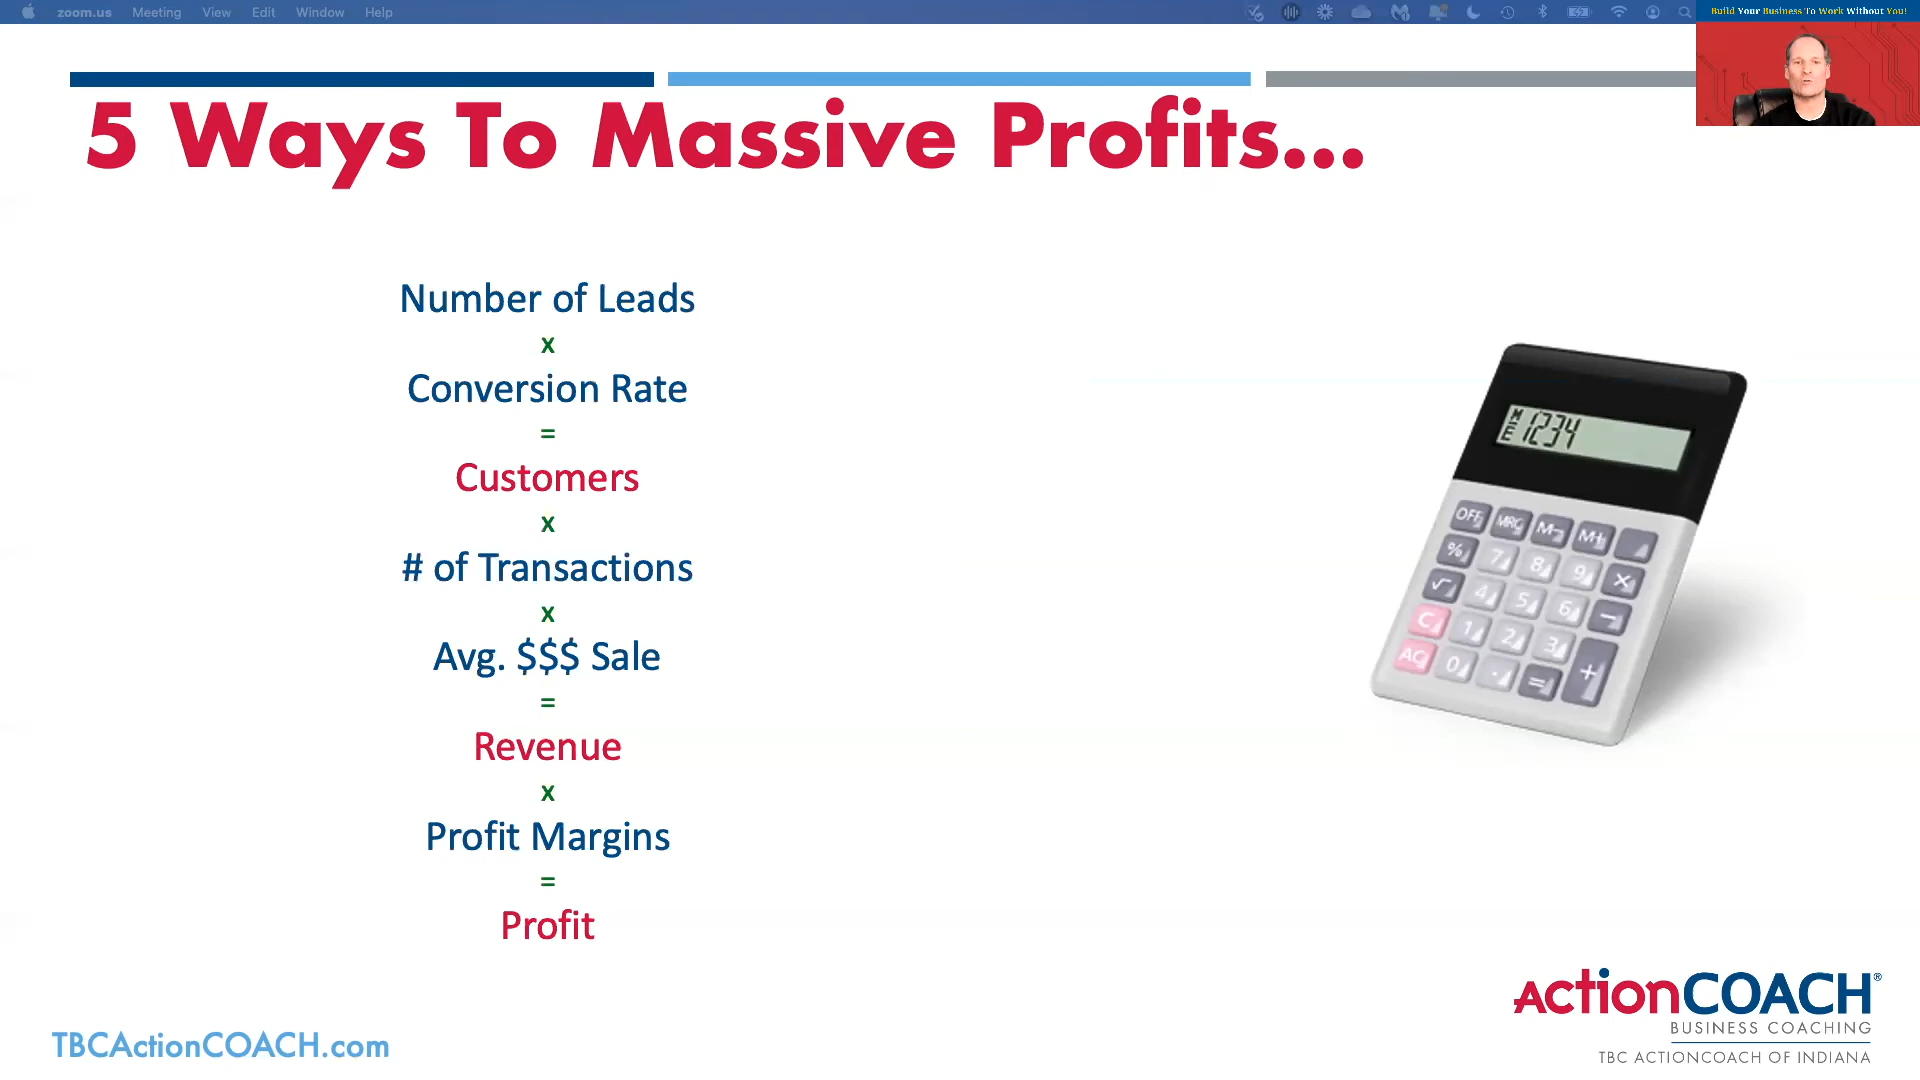 zoom.us Meeting View Edit Window Help
Build Your Business To Work Without You!
5 Ways To Massive Profits...
Number of Leads
x
Conversion Rate
=
Customers
x
# of Transactions
x
Avg. $$$ Sale
=
Revenue
x
Profit Margins
=
Profit
M
E 1234
OFF MRC M- M+
% 7 8 9 X
√ 4 5 6 -
C 1 2 3
AC 0 . = +
ActionCOACH®
BUSINESS COACHING
TBC ACTIONCOACH OF INDIANA
TBCActionCOACH.com